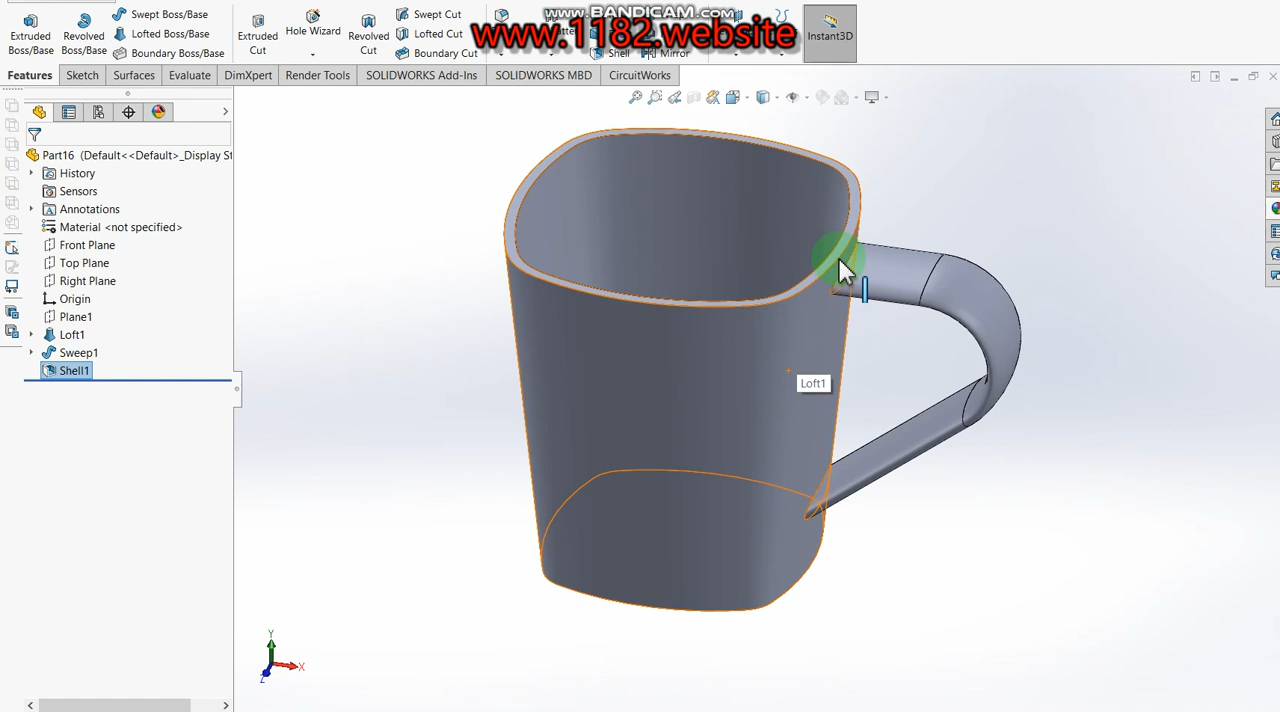 www.BANDICAM.com
www.1182.website
Extruded Boss/Base
Revolved Boss/Base
Swept Boss/Base
Lofted Boss/Base
Boundary Boss/Base
Extruded Cut
Hole Wizard
Revolved Cut
Swept Cut
Lofted Cut
Boundary Cut
Shell
Mirror
Instant3D
Features
Sketch
Surfaces
Evaluate
DimXpert
Render Tools
SOLIDWORKS Add-Ins
SOLIDWORKS MBD
CircuitWorks
Part16 (Default<<Default>_Display St
History
Sensors
Annotations
Material <not specified>
Front Plane
Top Plane
Right Plane
Origin
Plane1
Loft1
Sweep1
Shell1
Loft1
Y
X
Z